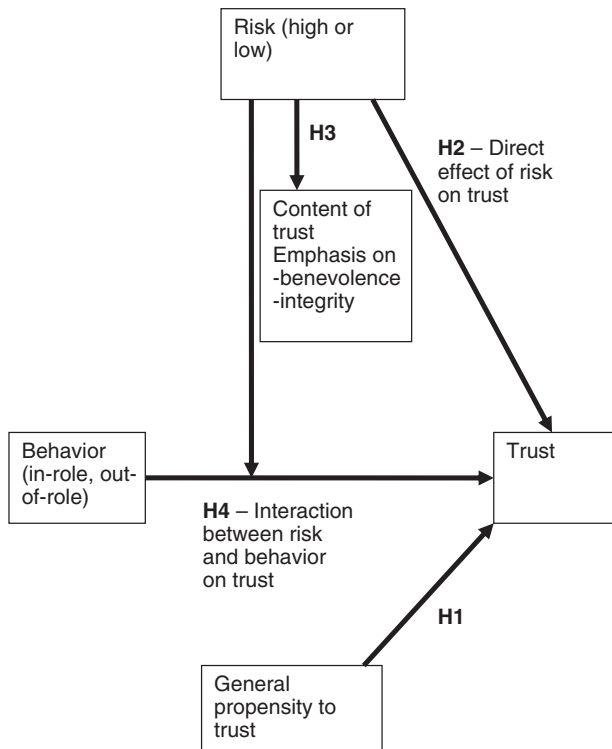 Risk (high or
low)
H3
H2 – Direct
effect of risk
on trust
Content of
trust
Emphasis on
-benevolence
-integrity
Behavior
(in-role, out-
of-role)
Trust
H4 – Interaction
between risk
and behavior
on trust
H1
General
propensity to
trust